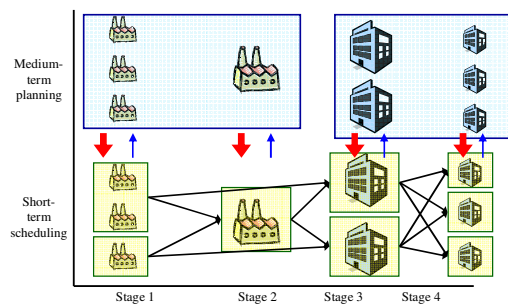 Medium-
term
planning
Short-
term
scheduling
Stage 1 Stage 2 Stage 3 Stage 4